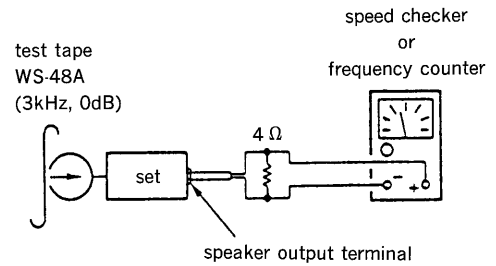 speed checker
or
frequency counter
test tape
WS-48A
(3kHz, 0dB)
4 Ω
set
-
+
speaker output terminal